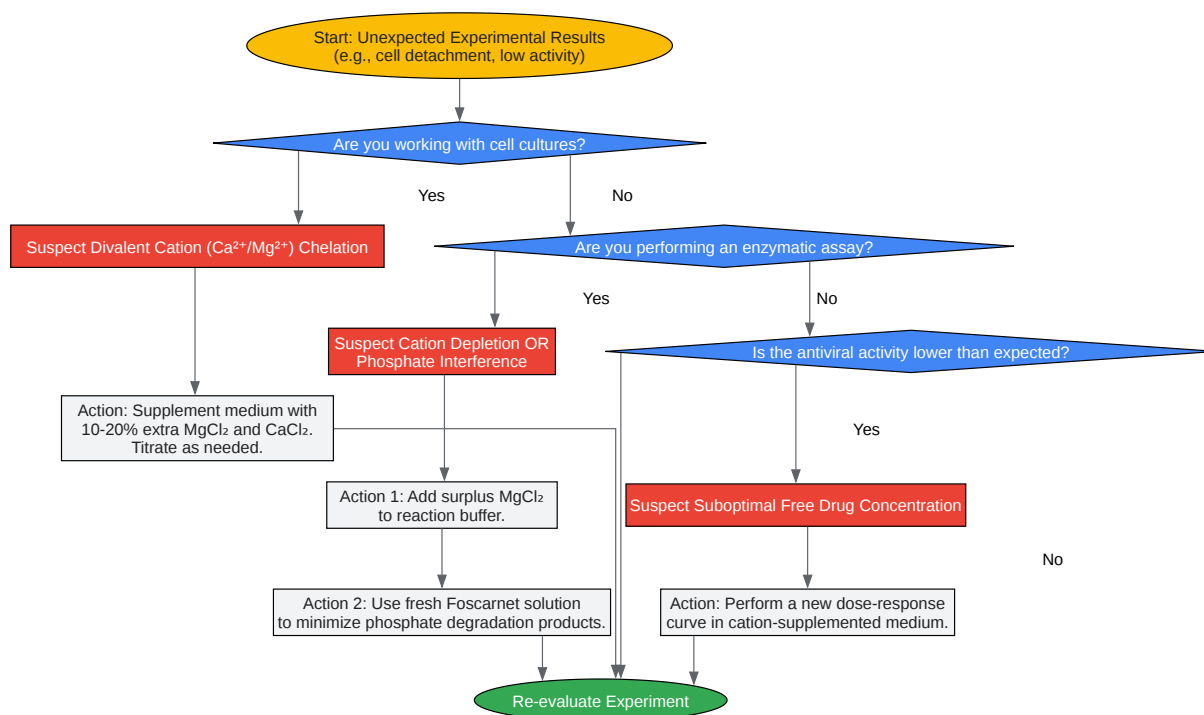 Start: Unexpected Experimental Results
(e.g., cell detachment, low activity)
Are you working with cell cultures?
Yes
No
Suspect Divalent Cation (Ca²⁺/Mg²⁺) Chelation
Are you performing an enzymatic assay?
Yes
No
Suspect Cation Depletion OR
Phosphate Interference
Is the antiviral activity lower than expected?
Action: Supplement medium with
10-20% extra MgCl₂ and CaCl₂.
Titrate as needed.
Yes
Action 1: Add surplus MgCl₂
to reaction buffer.
Suspect Suboptimal Free Drug Concentration
No
Action 2: Use fresh Foscarnet solution
to minimize phosphate degradation products.
Action: Perform a new dose-response
curve in cation-supplemented medium.
Re-evaluate Experiment